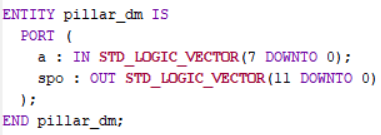 ENTITY pillar_dm IS
PORT (
a : IN STD_LOGIC_VECTOR(7 DOWNTO 0);
spo : OUT STD_LOGIC_VECTOR(11 DOWNTO 0)
);
END pillar_dm;